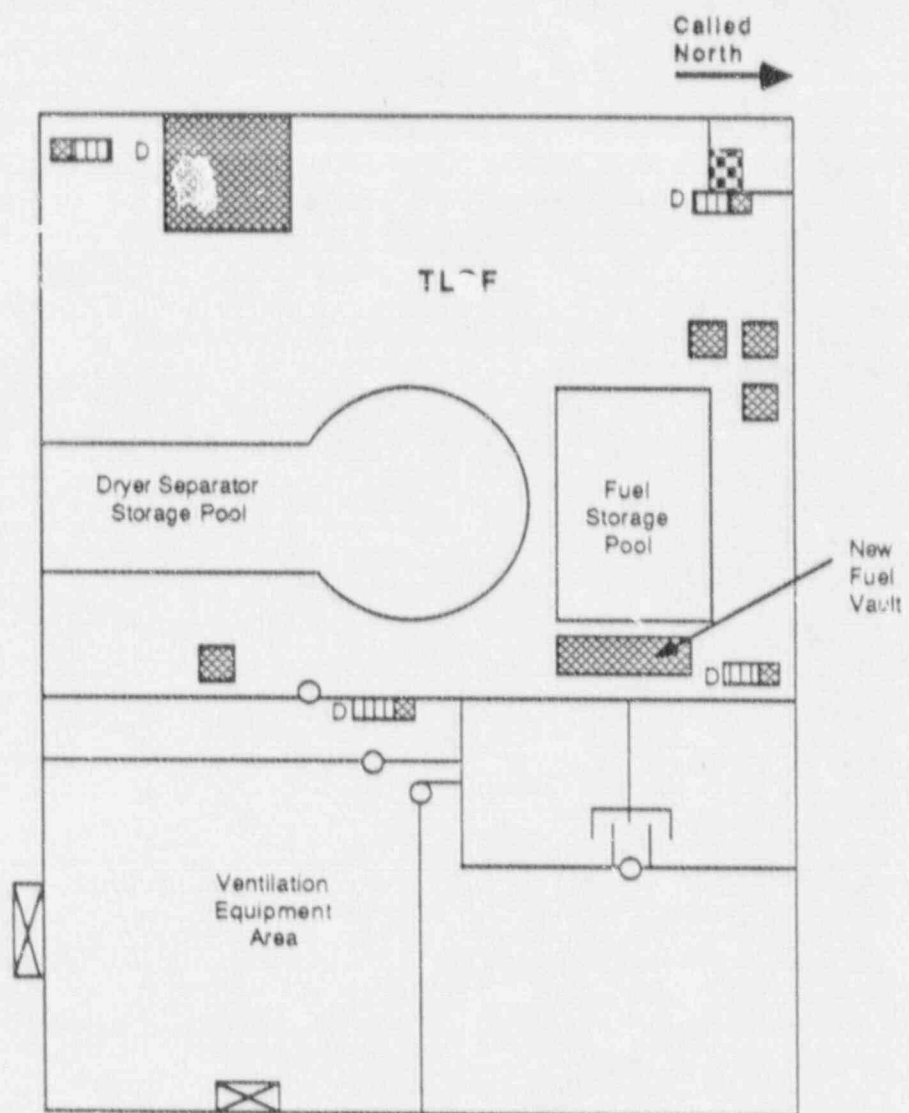 Called
North
D
D
Dryer Separator
Storage Pool
Fuel
Storage
Pool
New
Fuel
Vault
D
D
Ventilation
Equipment
Area